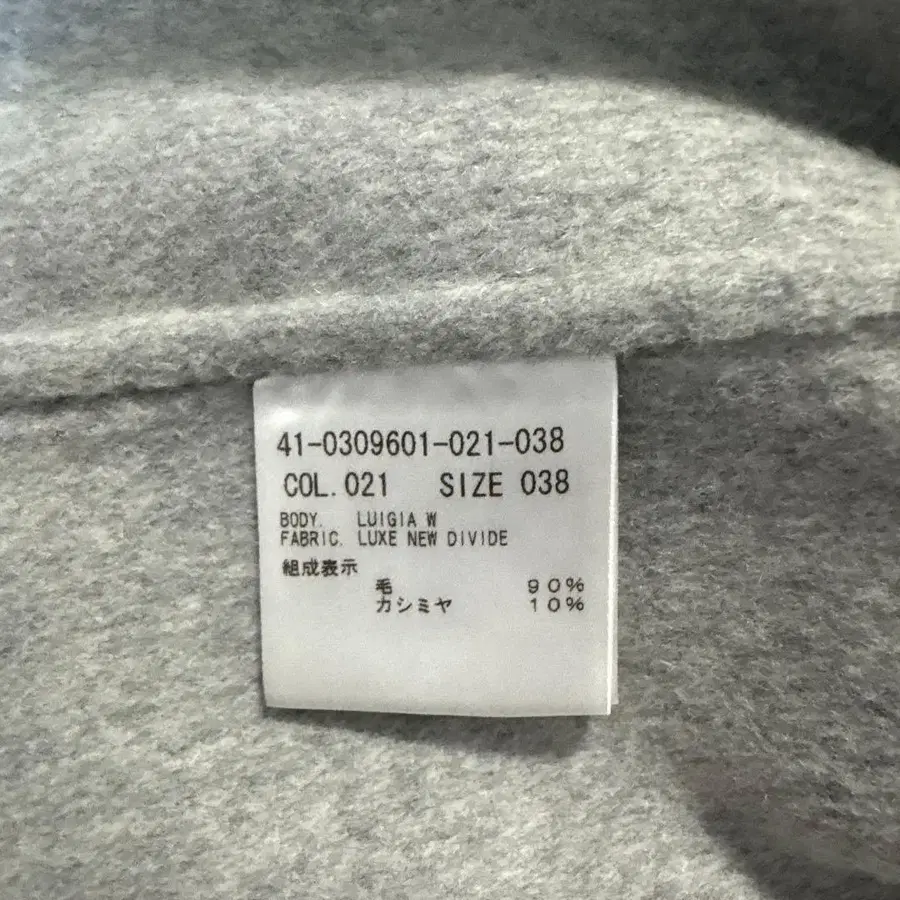 41-0309601-021-038
COL.021 SIZE 038
BODY. LUIGIA W
FABRIC. LUXE NEW DIVIDE
組成表示
毛 90%
カシミヤ 10%